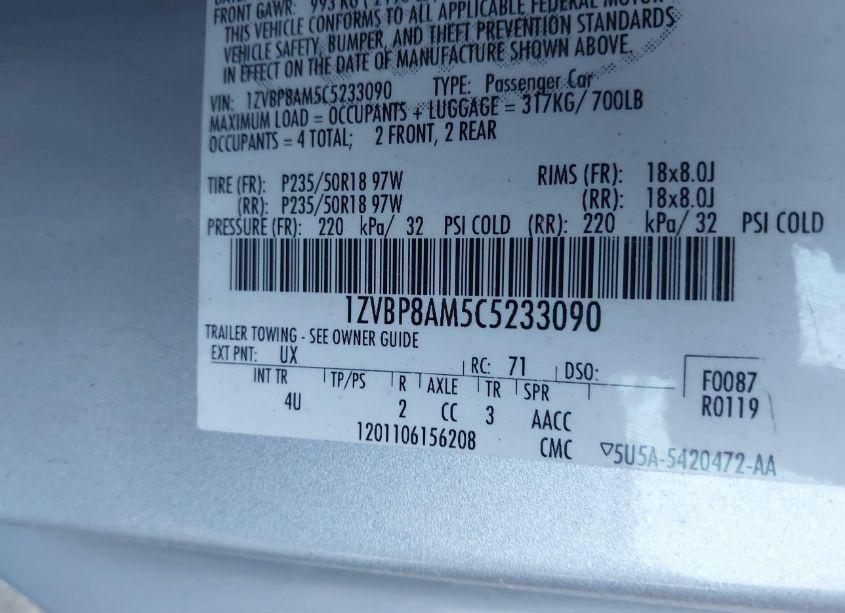 FRONT GAWR: 993 KG
THIS VEHICLE CONFORMS TO ALL APPLICABLE FEDERAL MOTOR
VEHICLE SAFETY, BUMPER, AND THEFT PREVENTION STANDARDS
IN EFFECT ON THE DATE OF MANUFACTURE SHOWN ABOVE.
VIN: 1ZVBP8AM5C5233090 TYPE: Passenger Car
MAXIMUM LOAD = OCCUPANTS + LUGGAGE = 317KG/ 700LB
OCCUPANTS = 4 TOTAL; 2 FRONT, 2 REAR
TIRE (FR): P235/50R18 97W RIMS (FR): 18x8.0J
(RR): P235/50R18 97W (RR): 18x8.0J
PRESSURE (FR): 220 kPa/ 32 PSI COLD (RR): 220 kPa/ 32 PSI COLD
1ZVBP8AM5C5233090
TRAILER TOWING - SEE OWNER GUIDE
EXT PNT: UX RC: 71 DSO:
INT TR TP/PS R AXLE TR SPR
4U 2 CC 3 AACC
F0087
R0119
1201106156208 CMC ▽5U5A-5420472-AA